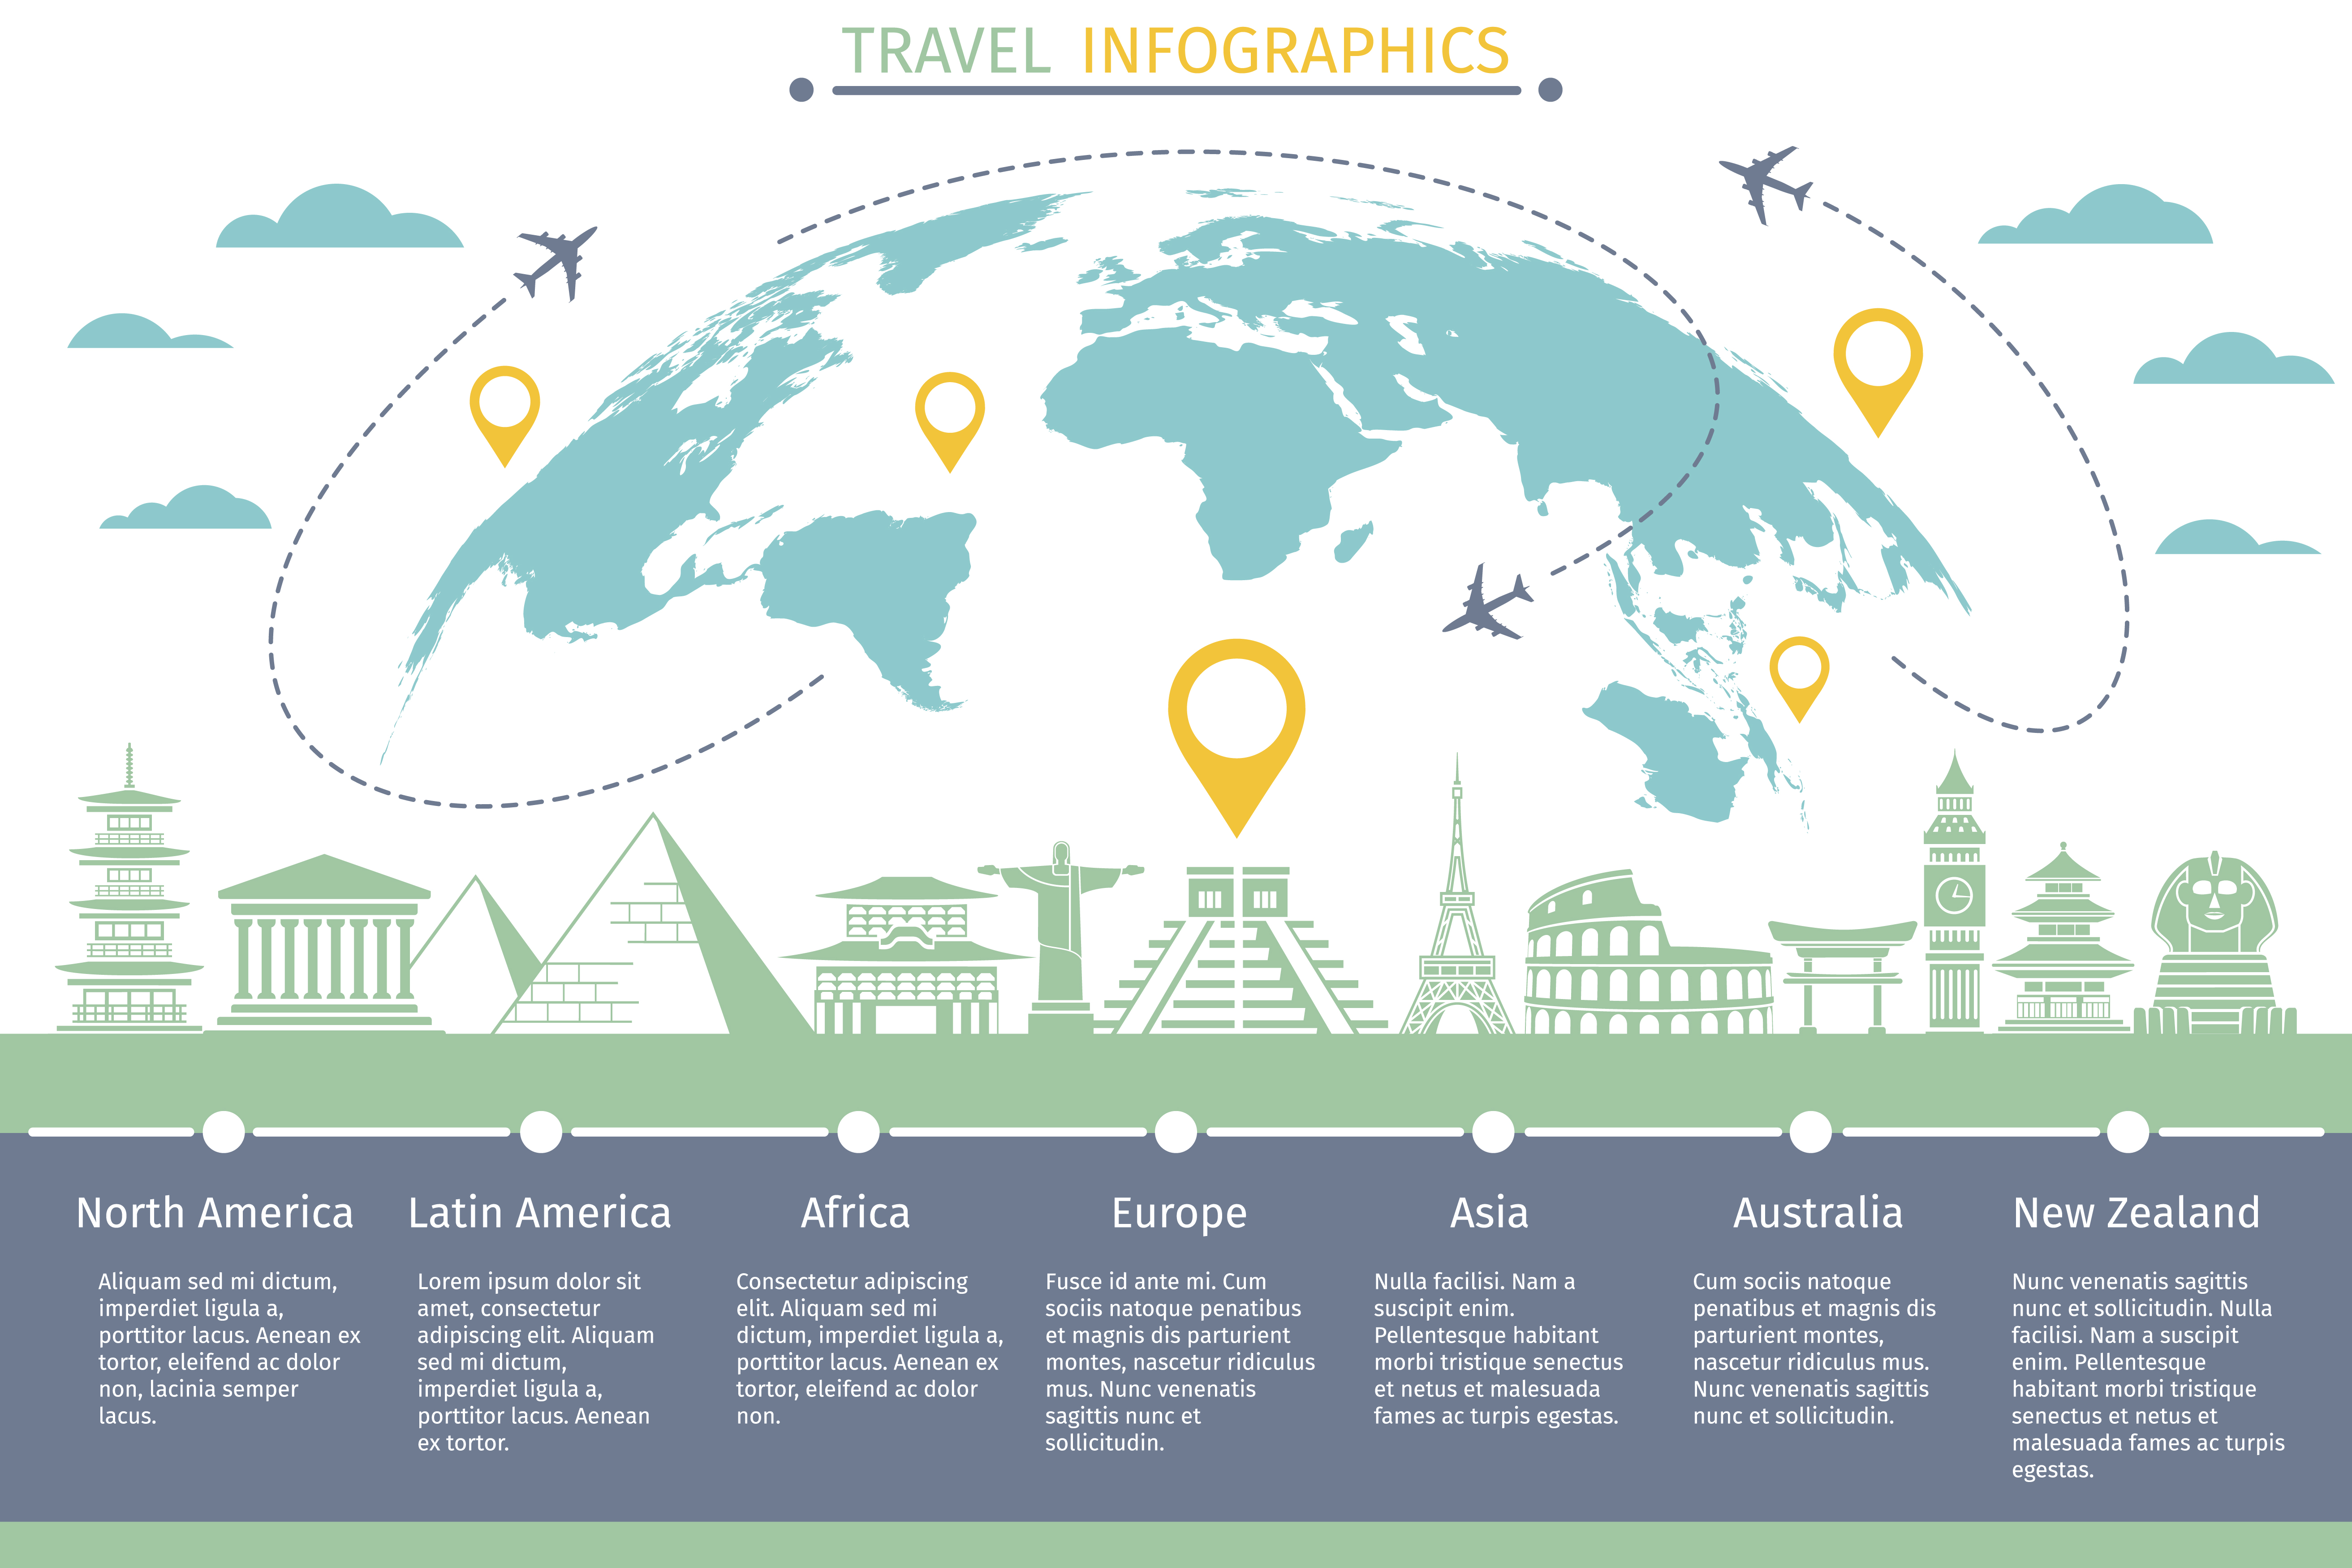 TRAVEL INFOGRAPHICS
North America
Aliquam sed mi dictum,
imperdiet ligula a,
porttitor lacus. Aenean ex
tortor, eleifend ac dolor
non, lacinia semper
lacus.
Latin America
Lorem ipsum dolor sit
amet, consectetur
adipiscing elit. Aliquam
sed mi dictum,
imperdiet ligula a,
porttitor lacus. Aenean
ex tortor.
Africa
Consectetur adipiscing
elit. Aliquam sed mi
dictum, imperdiet ligula a,
porttitor lacus. Aenean ex
tortor, eleifend ac dolor
non.
Europe
Fusce id ante mi. Cum
sociis natoque penatibus
et magnis dis parturient
montes, nascetur ridiculus
mus. Nunc venenatis
sagittis nunc et
sollicitudin.
Asia
Nulla facilisi. Nam a
suscipit enim.
Pellentesque habitant
morbi tristique senectus
et netus et malesuada
fames ac turpis egestas.
Australia
Cum sociis natoque
penatibus et magnis dis
parturient montes,
nascetur ridiculus mus.
Nunc venenatis sagittis
nunc et sollicitudin.
New Zealand
Nunc venenatis sagittis
nunc et sollicitudin. Nulla
facilisi. Nam a suscipit
enim. Pellentesque
habitant morbi tristique
senectus et netus et
malesuada fames ac turpis
egestas.